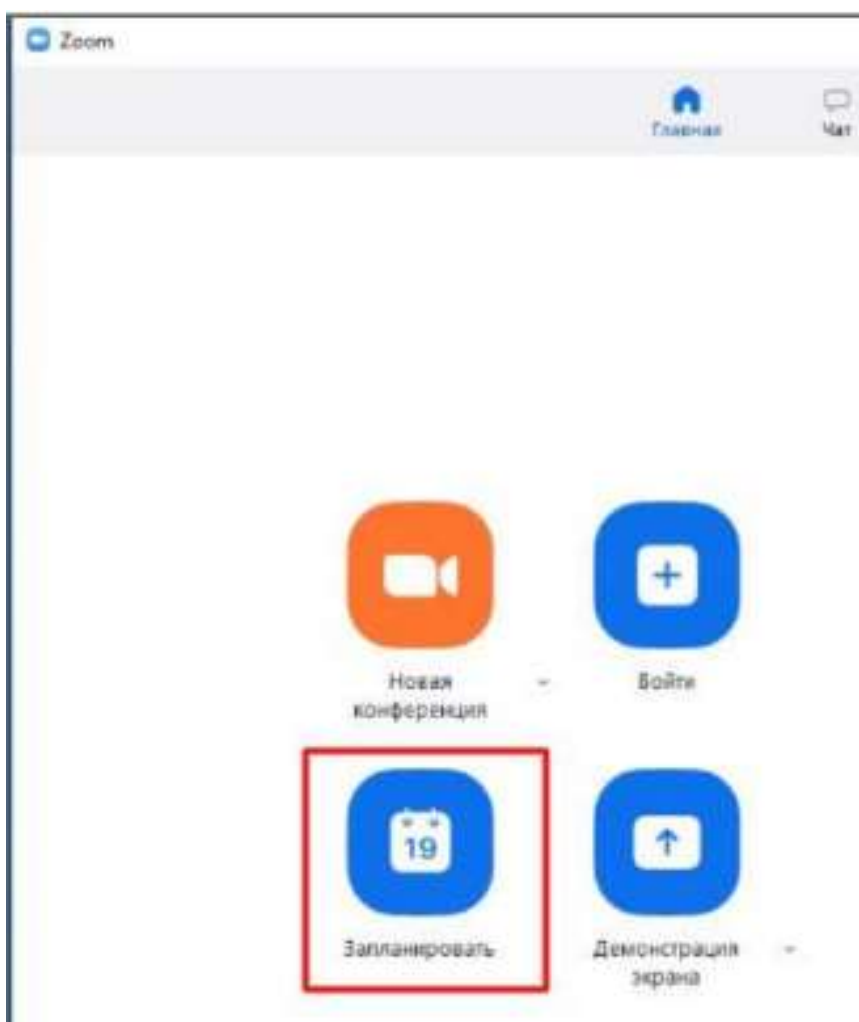 Zoom
Главная
Чат
Новая
конференция
Войти
19
Запланировать
Демонстрация
экрана